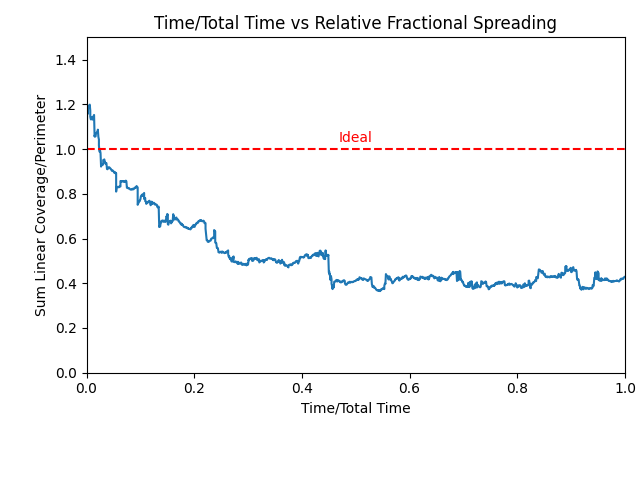 Time/Total Time vs Relative Fractional Spreading
Sum Linear Coverage/Perimeter
1.4
1.2
1.0
0.8
0.6
0.4
0.2
0.0
Ideal
0.0 0.2 0.4 0.6 0.8 1.0
Time/Total Time